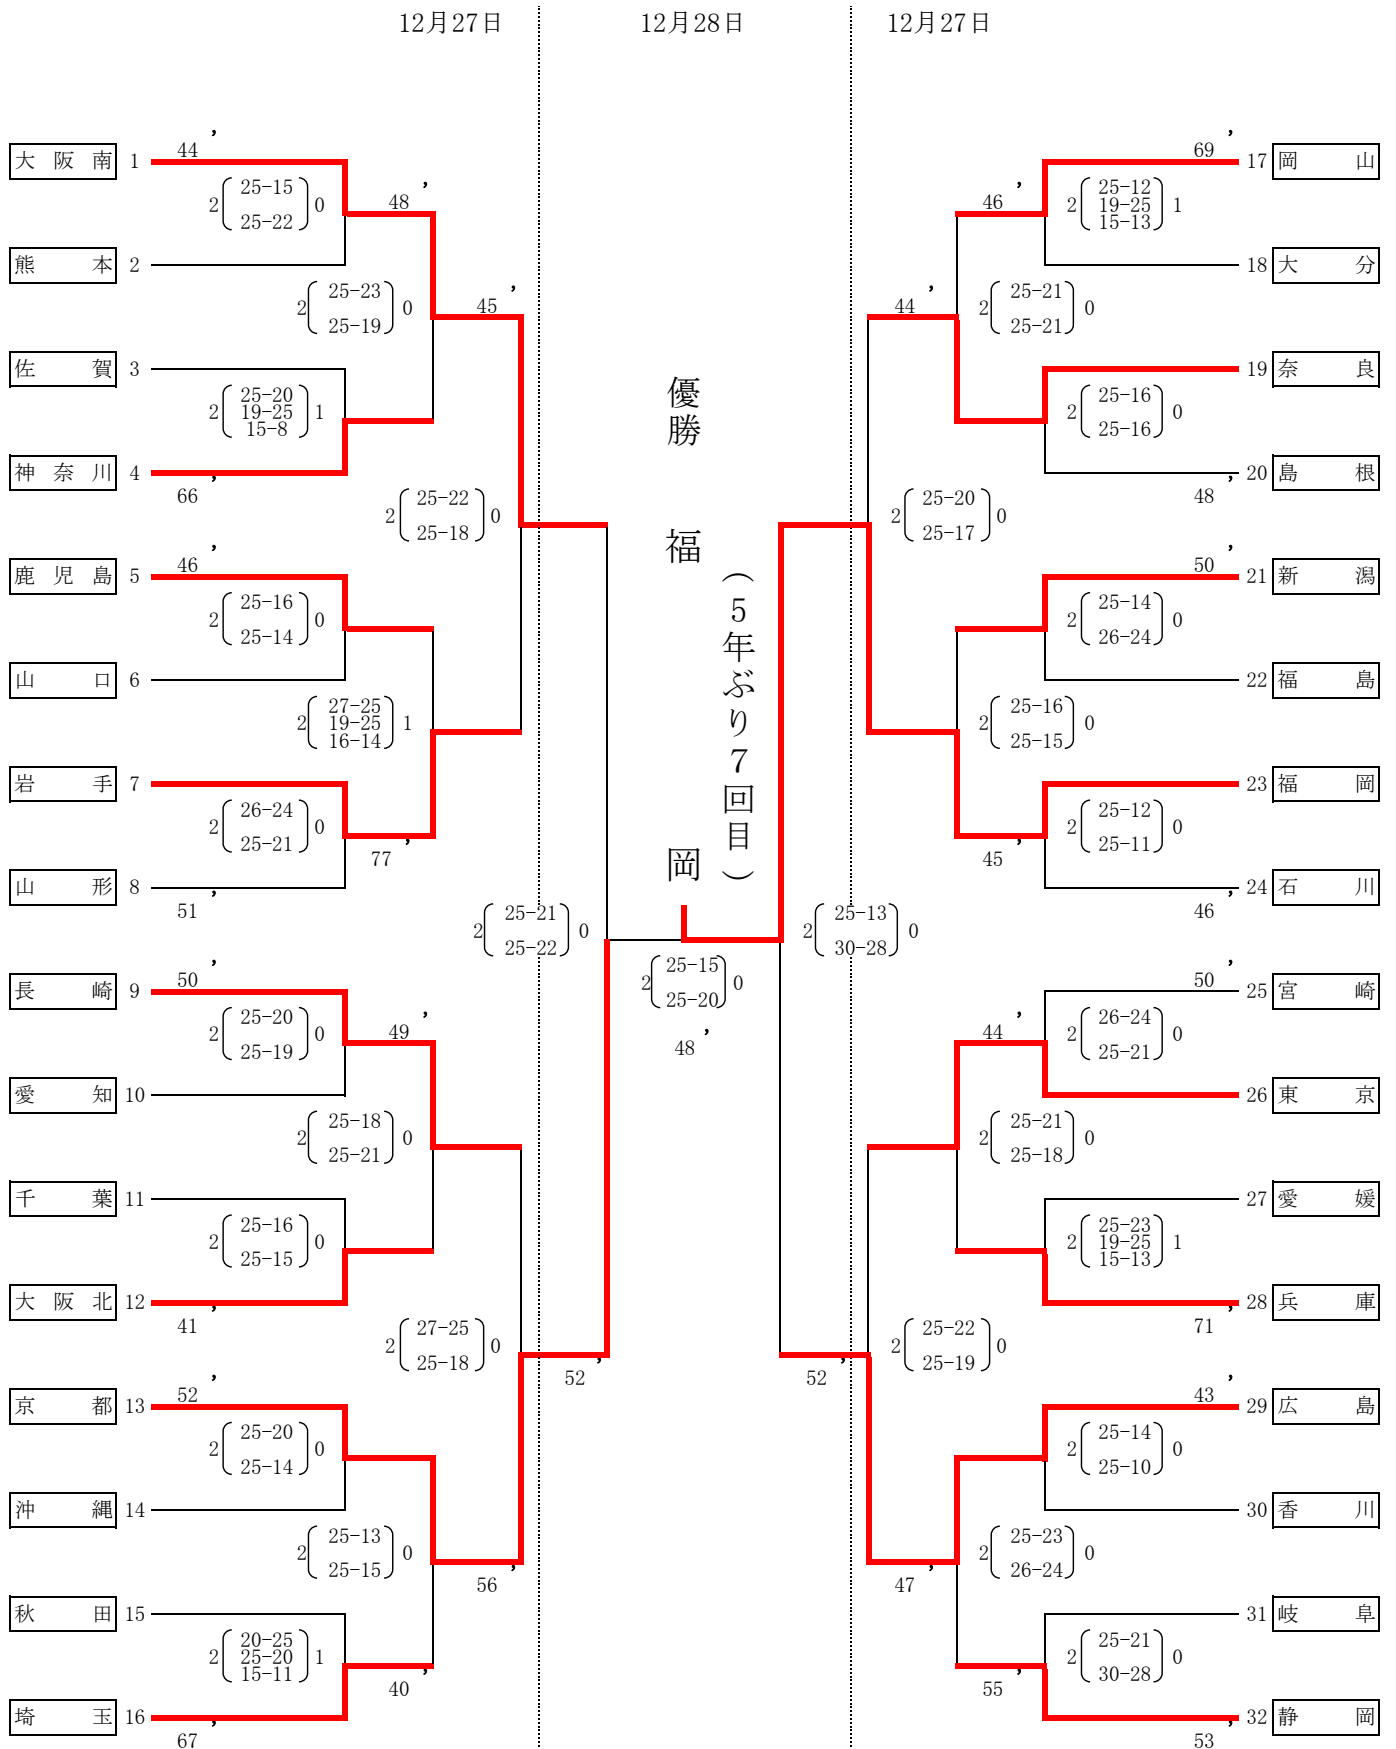 12月27日 12月28日 12月27日
優勝 福岡
（５年ぶり７回目）
大阪南 1
44’
2 25-15 25-22 0
熊本 2
48’
2 25-23 25-19 0
佐賀 3
2 25-20 19-25 15-8 1
神奈川 4
66’
45’
2 25-22 25-18 0
鹿児島 5
46’
2 25-16 25-14 0
山口 6
2 27-25 19-25 16-14 1
岩手 7
2 26-24 25-21 0
77’
山形 8
51’
2 25-21 25-22 0
長崎 9
50’
2 25-20 25-19 0
愛知 10
49’
2 25-18 25-21 0
千葉 11
2 25-16 25-15 0
大阪北 12
41’
2 27-25 25-18 0
52’
京都 13
52’
2 25-20 25-14 0
沖縄 14
2 25-13 25-15 0
56’
秋田 15
2 20-25 25-20 15-11 1
40’
埼玉 16
67’
2 25-15 25-20 0
48’
69’
17 岡山
2 25-12 19-25 15-13 1
18 大分
46’
2 25-21 25-21 0
44’
19 奈良
2 25-16 25-16 0
20 島根
48’
2 25-20 25-17 0
50’
21 新潟
2 25-14 26-24 0
22 福島
2 25-16 25-15 0
23 福岡
2 25-12 25-11 0
45’
24 石川
46’
2 25-13 30-28 0
50’
25 宮崎
2 26-24 25-21 0
44’
26 東京
2 25-21 25-18 0
27 愛媛
2 25-23 19-25 15-13 1
28 兵庫
71’
2 25-22 25-19 0
52’
43’
29 広島
2 25-14 25-10 0
30 香川
2 25-23 26-24 0
47’
31 岐阜
2 25-21 30-28 0
55’
32 静岡
53’